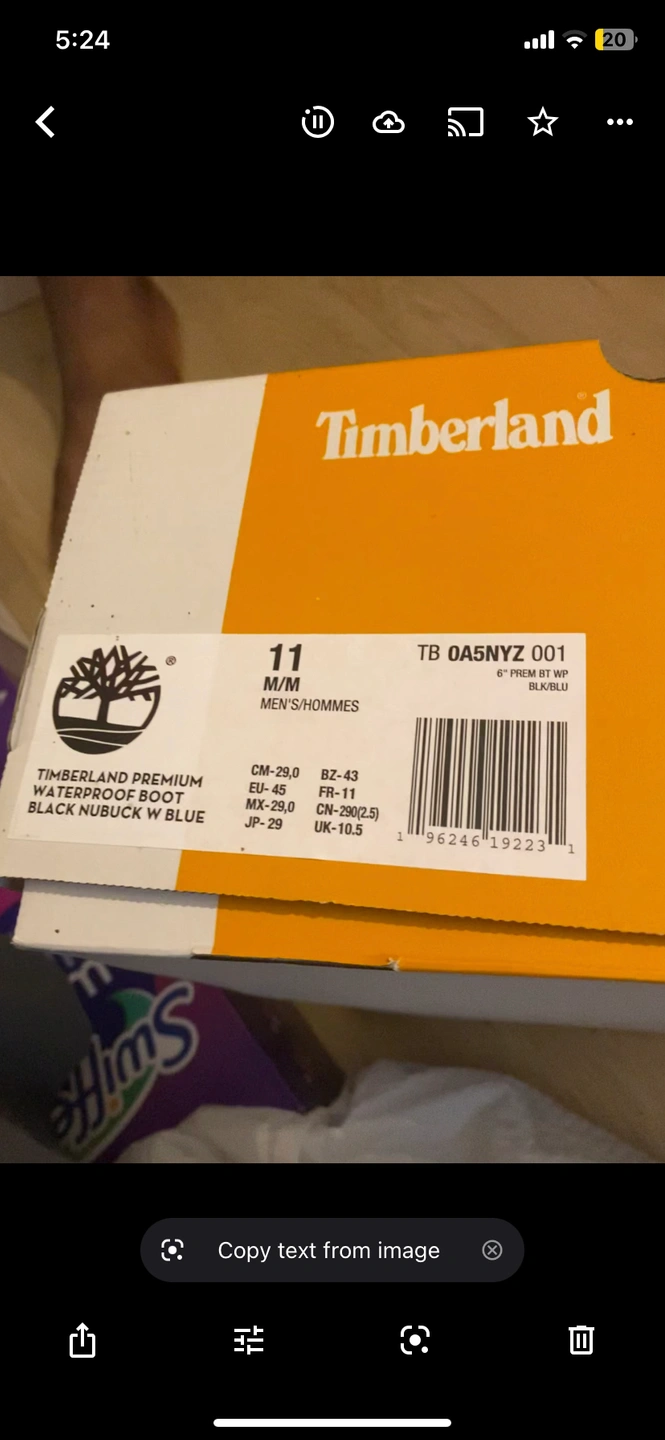 5:24
20
Timberland
®
11
M/M
MEN'S/HOMMES
TB 0A5NYZ 001
6" PREM BT WP
BLK/BLU
TIMBERLAND PREMIUM
WATERPROOF BOOT
BLACK NUBUCK W BLUE
CM-29,0 BZ-43
EU- 45 FR-11
MX-29,0 CN-290(2.5)
JP- 29 UK-10.5
1 96246 19223 1
Swiffe
Copy text from image